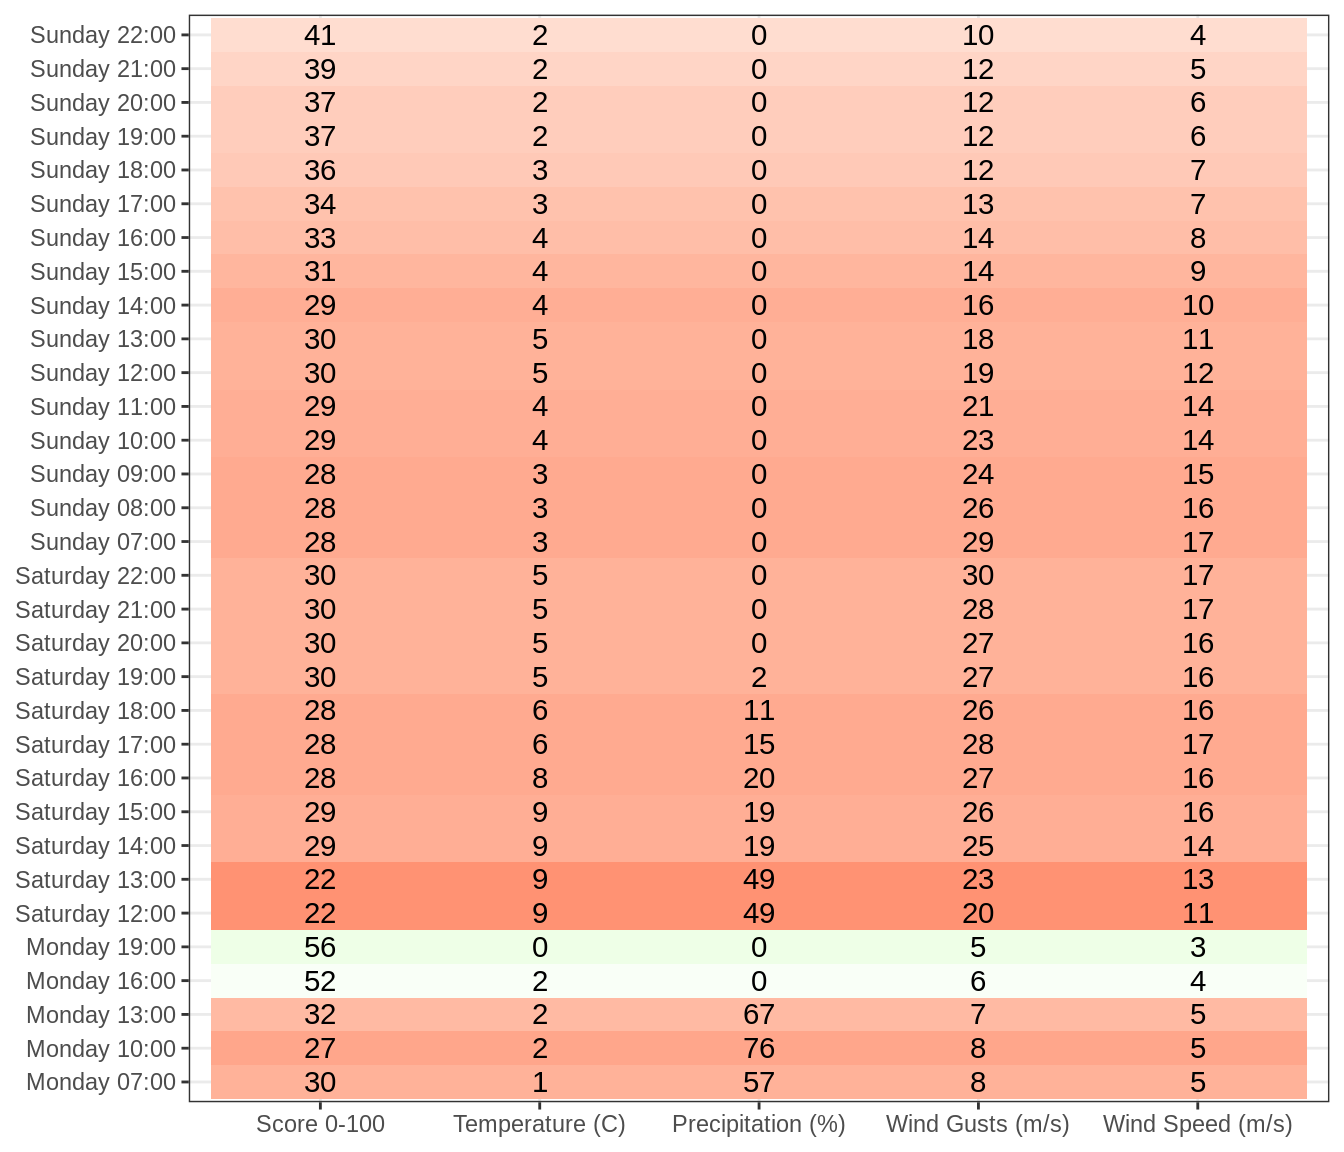 Sunday 22:00 41 2 0 10 4
Sunday 21:00 39 2 0 12 5
Sunday 20:00 37 2 0 12 6
Sunday 19:00 37 2 0 12 6
Sunday 18:00 36 3 0 12 7
Sunday 17:00 34 3 0 13 7
Sunday 16:00 33 4 0 14 8
Sunday 15:00 31 4 0 14 9
Sunday 14:00 29 4 0 16 10
Sunday 13:00 30 5 0 18 11
Sunday 12:00 30 5 0 19 12
Sunday 11:00 29 4 0 21 14
Sunday 10:00 29 4 0 23 14
Sunday 09:00 28 3 0 24 15
Sunday 08:00 28 3 0 26 16
Sunday 07:00 28 3 0 29 17
Saturday 22:00 30 5 0 30 17
Saturday 21:00 30 5 0 28 17
Saturday 20:00 30 5 0 27 16
Saturday 19:00 30 5 2 27 16
Saturday 18:00 28 6 11 26 16
Saturday 17:00 28 6 15 28 17
Saturday 16:00 28 8 20 27 16
Saturday 15:00 29 9 19 26 16
Saturday 14:00 29 9 19 25 14
Saturday 13:00 22 9 49 23 13
Saturday 12:00 22 9 49 20 11
Monday 19:00 56 0 0 5 3
Monday 16:00 52 2 0 6 4
Monday 13:00 32 2 67 7 5
Monday 10:00 27 2 76 8 5
Monday 07:00 30 1 57 8 5
Score 0-100 Temperature (C) Precipitation (%) Wind Gusts (m/s) Wind Speed (m/s)